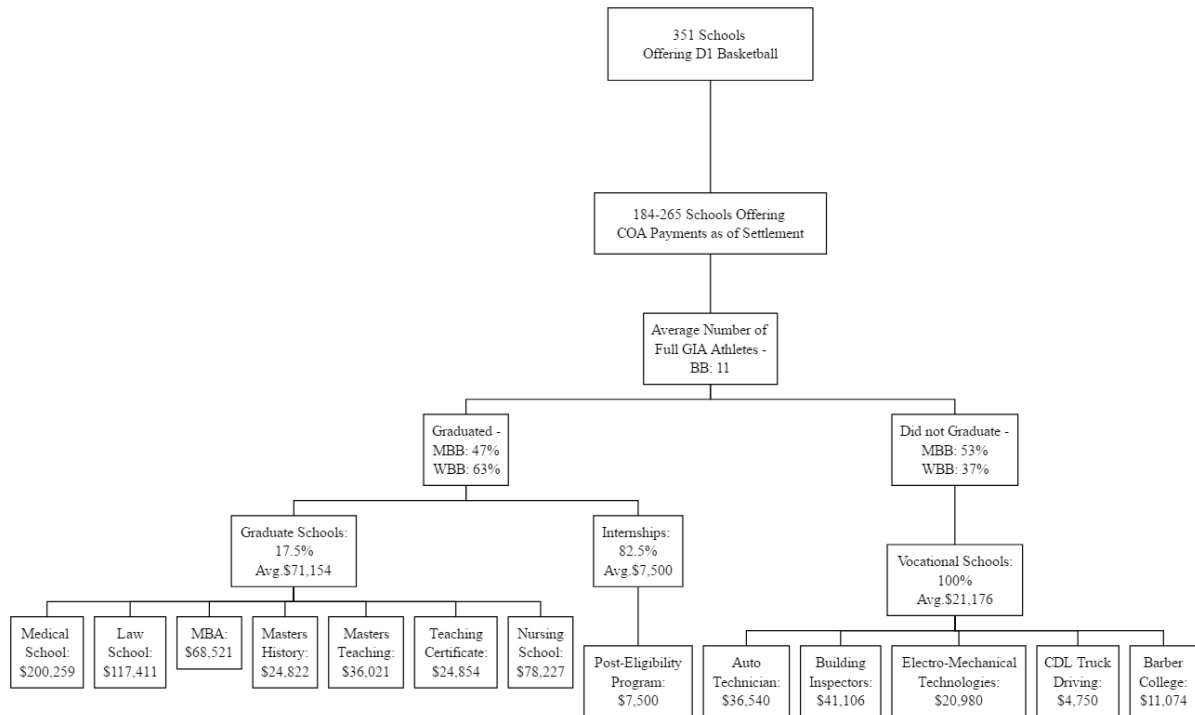 351 Schools
Offering D1 Basketball
184-265 Schools Offering
COA Payments as of Settlement
Average Number of
Full GIA Athletes -
BB: 11
Graduated -
MBB: 47%
WBB: 63%
Did not Graduate -
MBB: 53%
WBB: 37%
Graduate Schools:
17.5%
Avg.$71,154
Internships:
82.5%
Avg.$7,500
Vocational Schools:
100%
Avg.$21,176
Medical
School:
$200,259
Law
School:
$117,411
MBA:
$68,521
Masters
History:
$24,822
Masters
Teaching:
$36,021
Teaching
Certificate:
$24,854
Nursing
School:
$78,227
Post-Eligibility
Program:
$7,500
Auto
Technician:
$36,540
Building
Inspectors:
$41,106
Electro-Mechanical
Technologies:
$20,980
CDL Truck
Driving:
$4,750
Barber
College:
$11,074